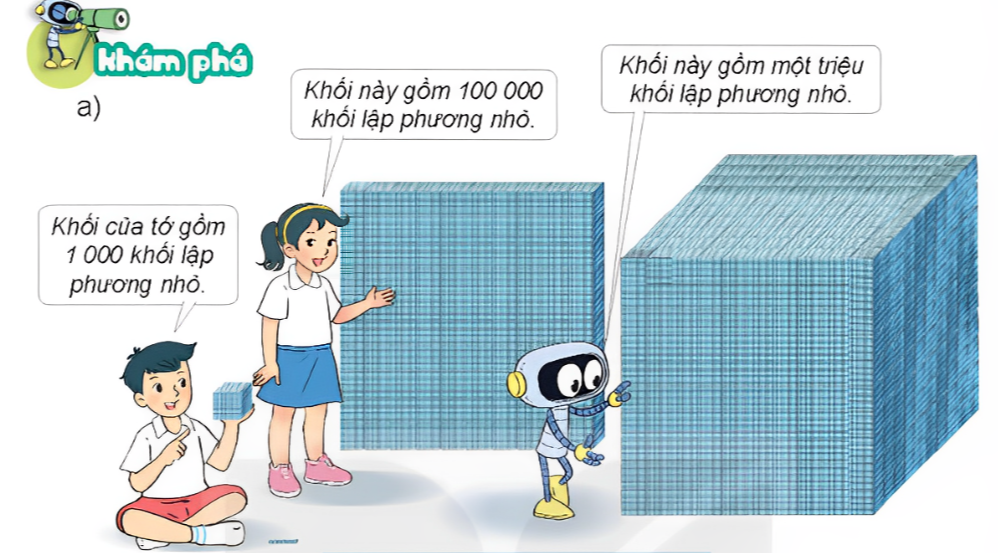 khám phá
a)
Khối này gồm 100 000
khối lập phương nhỏ.
Khối này gồm một triệu
khối lập phương nhỏ.
Khối của tớ gồm
1 000 khối lập
phương nhỏ.